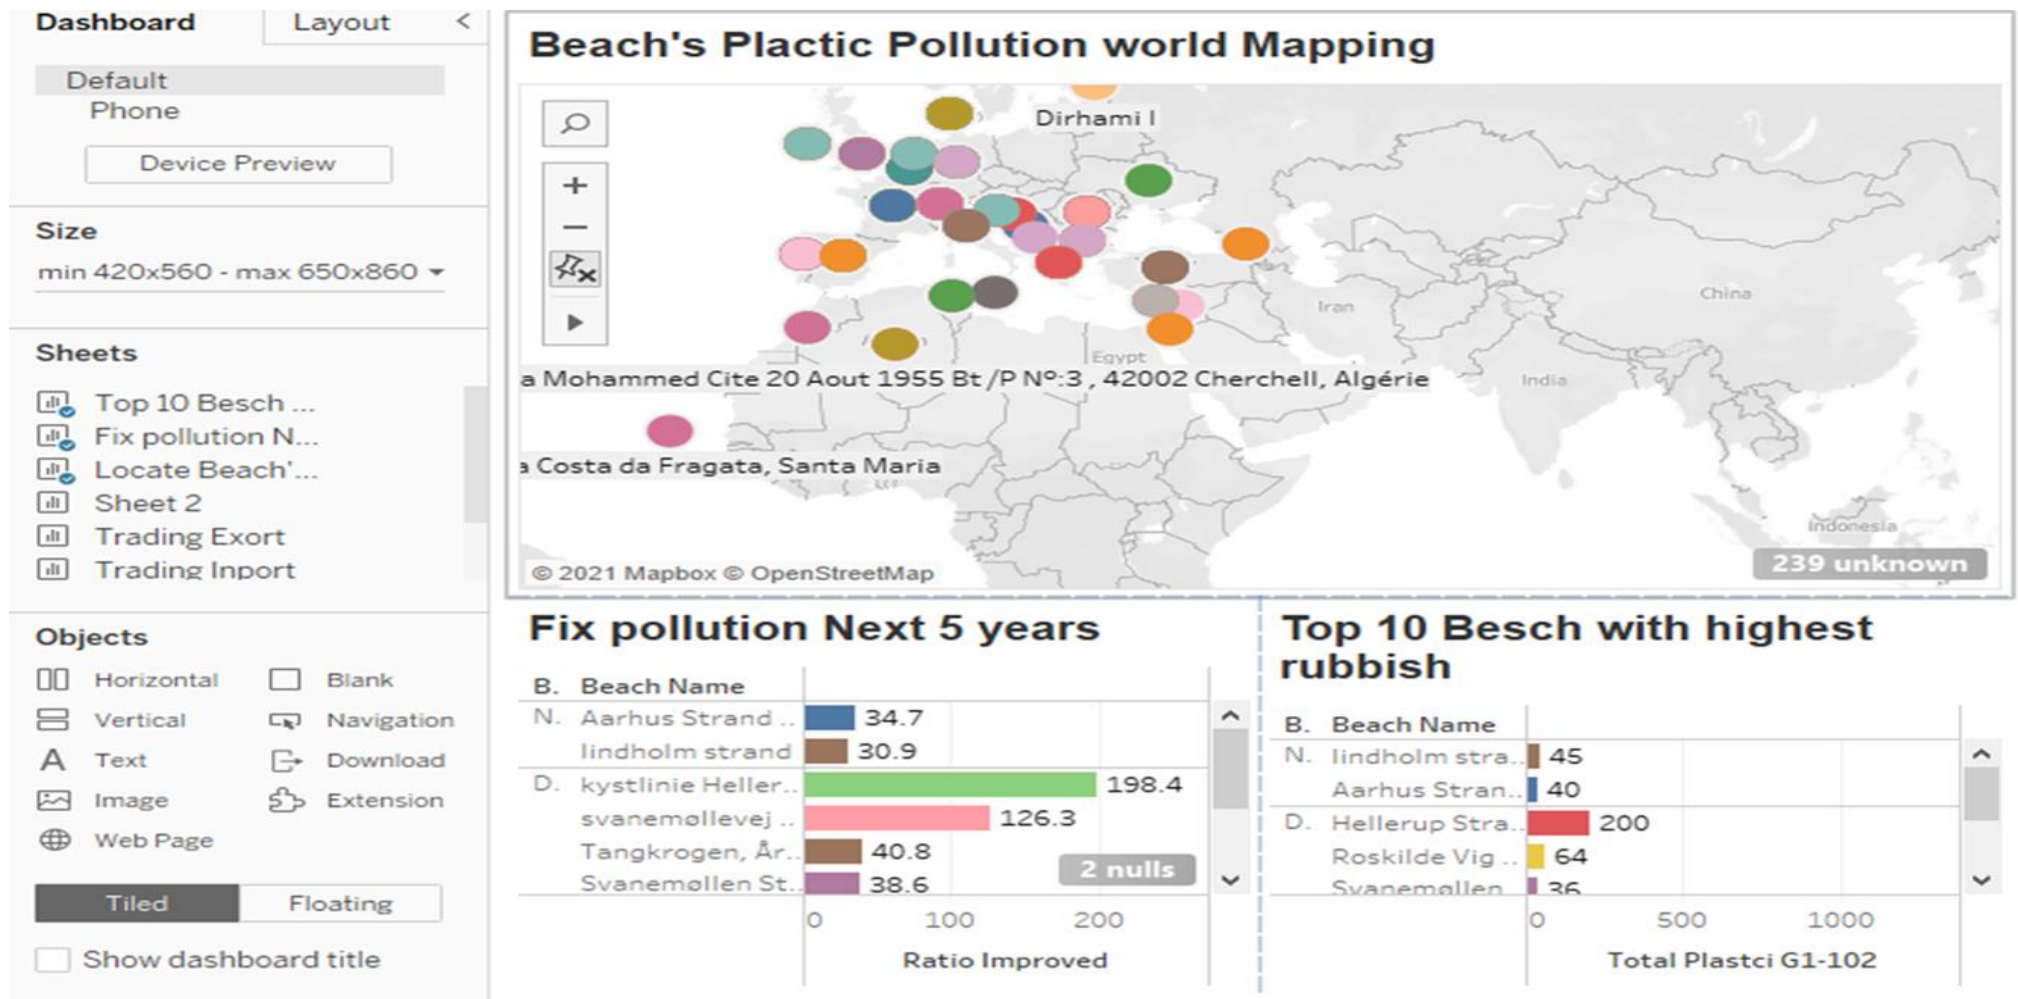 Dashboard Layout <
Default
Phone
Device Preview
Size
min 420x560 - max 650x860
Sheets
Top 10 Besch ...
Fix pollution N...
Locate Beach'...
Sheet 2
Trading Exort
Trading Inport
Objects
Horizontal Blank
Vertical Navigation
A Text Download
Image Extension
Web Page
Tiled Floating
Show dashboard title
Beach's Plactic Pollution world Mapping
Dirhami l
Iran
China
Egypt
India
a Mohammed Cite 20 Aout 1955 Bt /P Nº:3 , 42002 Cherchell, Algérie
a Costa da Fragata, Santa Maria
Indonesia
© 2021 Mapbox © OpenStreetMap
239 unknown
Fix pollution Next 5 years
B. Beach Name
N. Aarhus Strand .. 34.7
lindholm strand 30.9
D. kystlinie Heller.. 198.4
svanemøllevej .. 126.3
Tangkrogen, År.. 40.8
Svanemøllen St.. 38.6
2 nulls
0 100 200
Ratio Improved
Top 10 Besch with highest
rubbish
B. Beach Name
N. lindholm stra.. 45
Aarhus Stran.. 40
D. Hellerup Stra.. 200
Roskilde Vig .. 64
Svanemøllen 36
0 500 1000
Total Plastci G1-102